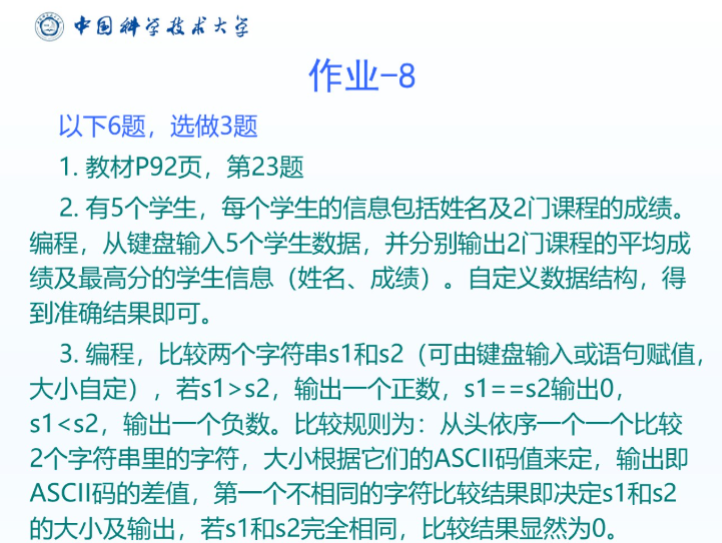 中国科学技术大学
作业-8
以下6题，选做3题
1. 教材P92页，第23题
2. 有5个学生，每个学生的信息包括姓名及2门课程的成绩。
编程，从键盘输入5个学生数据，并分别输出2门课程的平均成
绩及最高分的学生信息（姓名、成绩）。自定义数据结构，得
到准确结果即可。
3. 编程，比较两个字符串s1和s2（可由键盘输入或语句赋值，
大小自定），若s1>s2，输出一个正数，s1==s2输出0，
s1<s2，输出一个负数。比较规则为：从头依序一个一个比较
2个字符串里的字符，大小根据它们的ASCII码值来定，输出即
ASCII码的差值，第一个不相同的字符比较结果即决定s1和s2
的大小及输出，若s1和s2完全相同，比较结果显然为0。